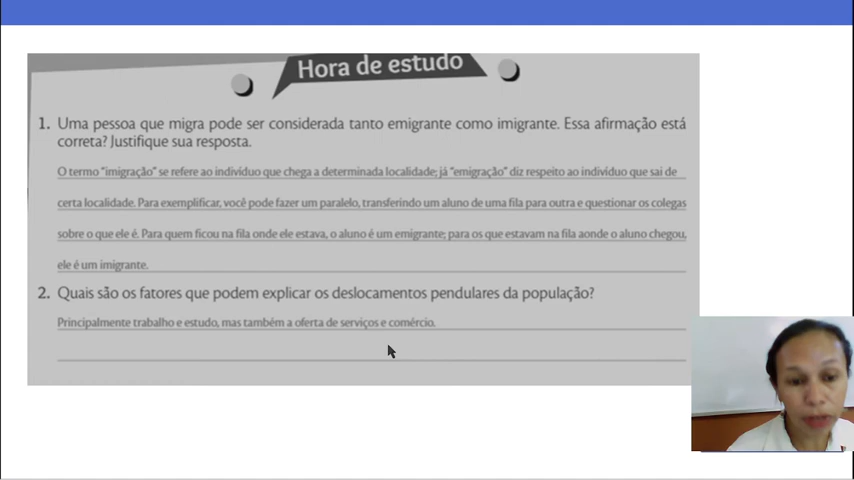 Hora de estudo
1. Uma pessoa que migra pode ser considerada tanto emigrante como imigrante. Essa afirmação está
correta? Justifique sua resposta.
O termo "imigração" se refere ao indivíduo que chega a determinada localidade; já "emigração" diz respeito ao indivíduo que sai de
certa localidade. Para exemplificar, você pode fazer um paralelo, transferindo um aluno de uma fila para outra e questionar os colegas
sobre o que ele é. Para quem ficou na fila onde ele estava, o aluno é um emigrante; para os que estavam na fila aonde o aluno chegou,
ele é um imigrante.
2. Quais são os fatores que podem explicar os deslocamentos pendulares da população?
Principalmente trabalho e estudo, mas também a oferta de serviços e comércio.